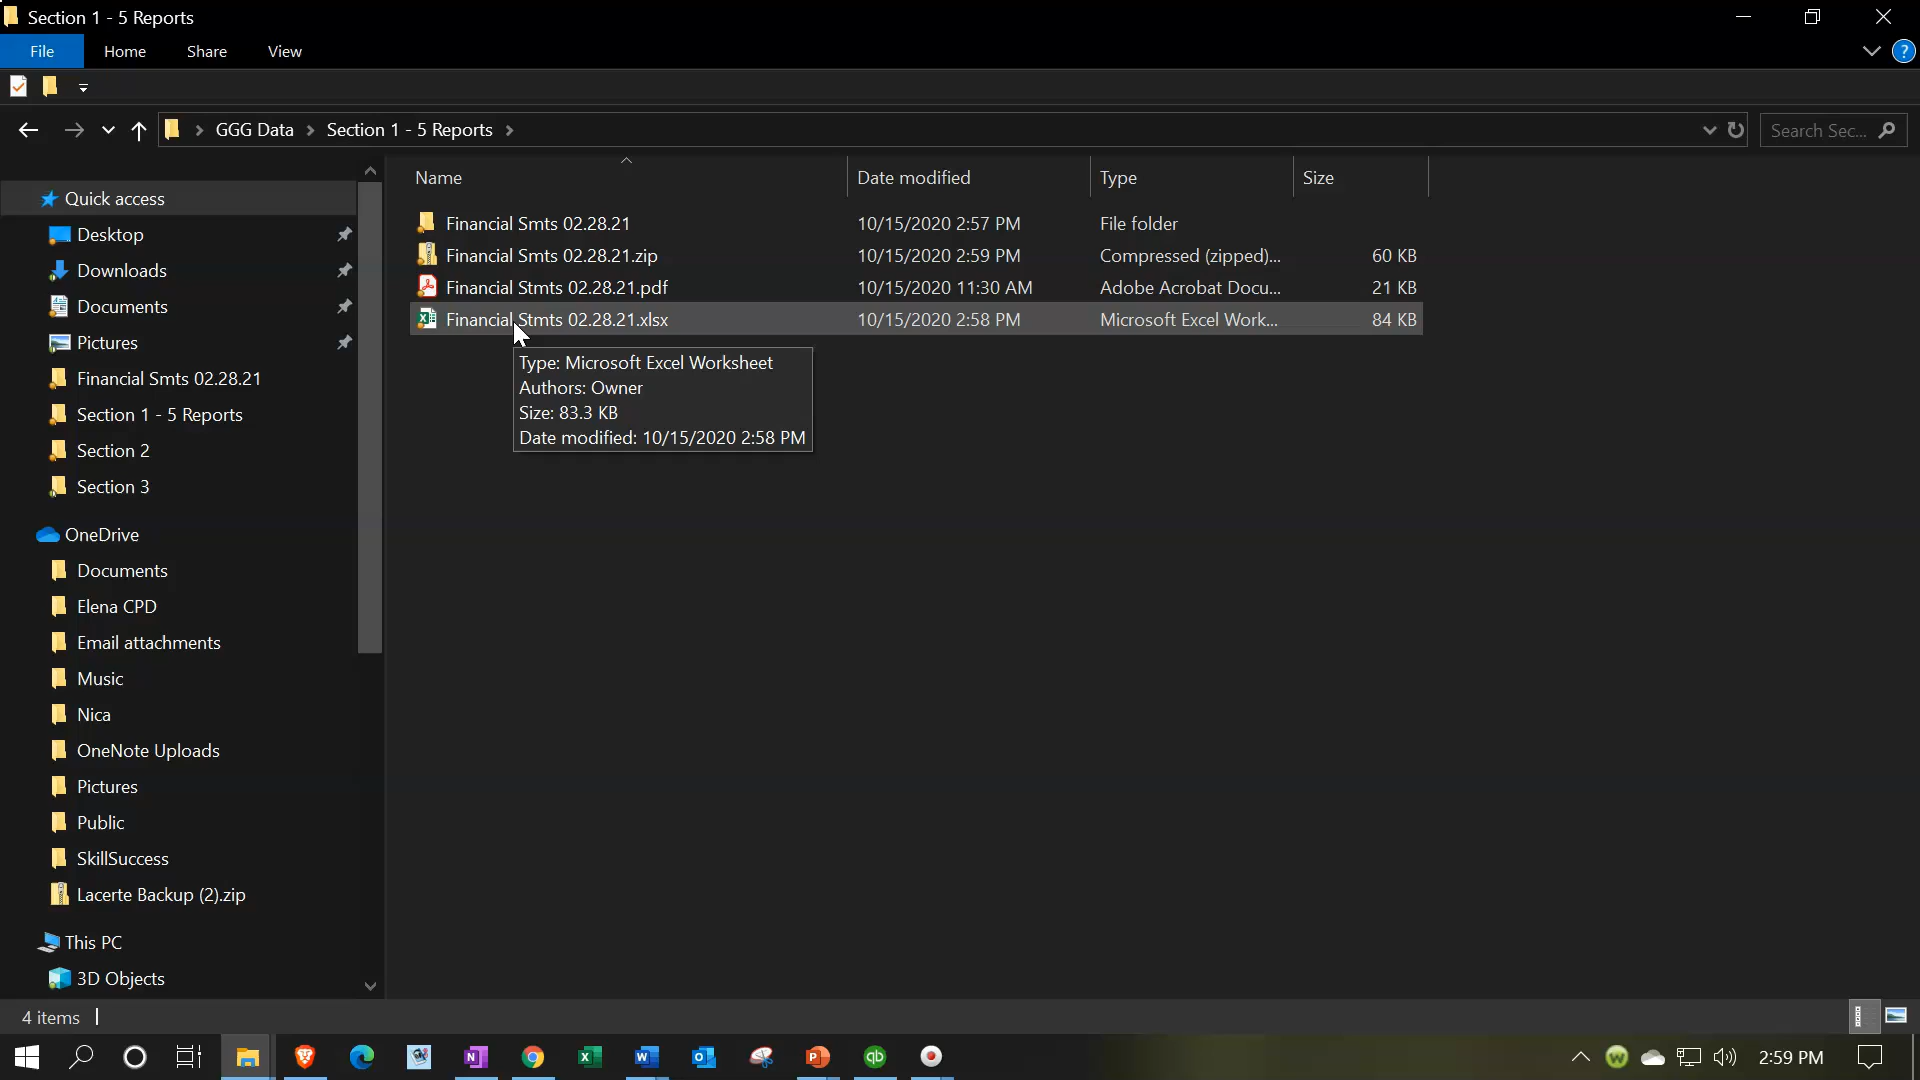 Section 1 - 5 Reports
File Home Share View
GGG Data Section 1 - 5 Reports
Search Sec...
Name Date modified Type Size
Financial Smts 02.28.21 10/15/2020 2:57 PM File folder
Financial Smts 02.28.21.zip 10/15/2020 2:59 PM Compressed (zipped)... 60 KB
Financial Stmts 02.28.21.pdf 10/15/2020 11:30 AM Adobe Acrobat Docu... 21 KB
Financial Stmts 02.28.21.xlsx 10/15/2020 2:58 PM Microsoft Excel Work... 84 KB
Type: Microsoft Excel Worksheet
Authors: Owner
Size: 83.3 KB
Date modified: 10/15/2020 2:58 PM
Quick access
Desktop
Downloads
Documents
Pictures
Financial Smts 02.28.21
Section 1 - 5 Reports
Section 2
Section 3
OneDrive
Documents
Elena CPD
Email attachments
Music
Nica
OneNote Uploads
Pictures
Public
SkillSuccess
Lacerte Backup (2).zip
This PC
3D Objects
4 items
2:59 PM